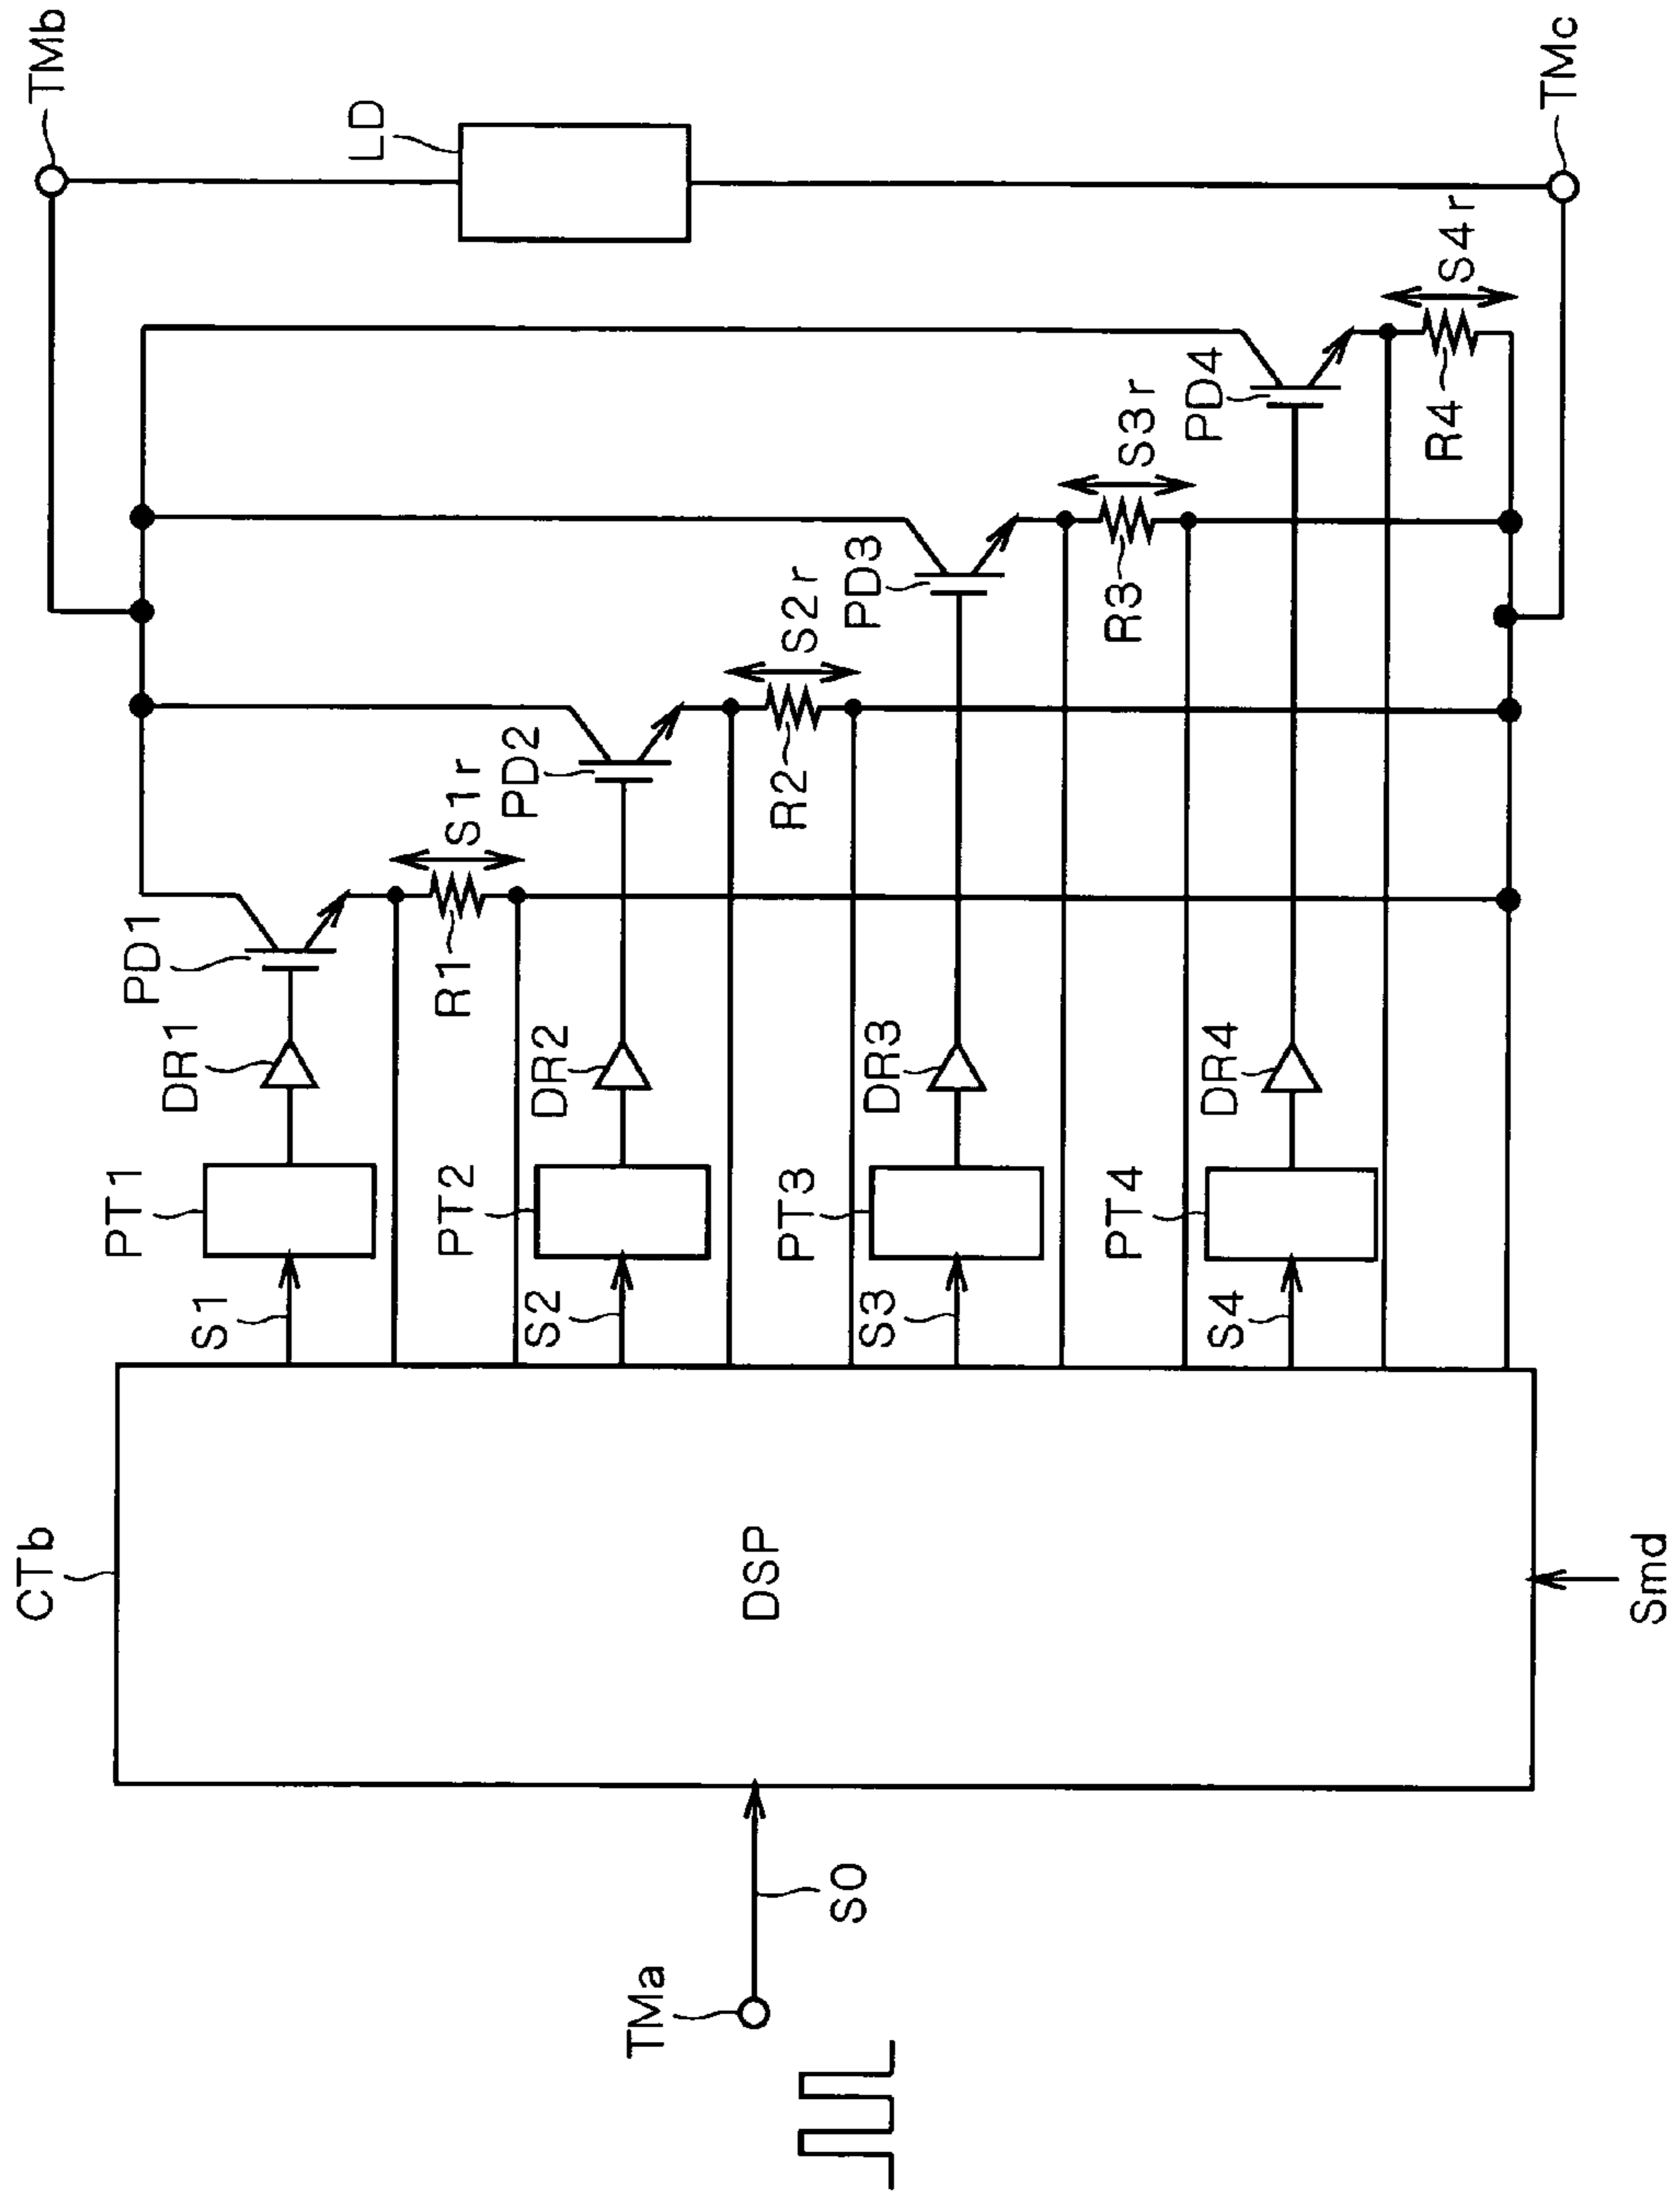 TMa
S0
CTb
DSP
Smd
S1
S2
S3
S4
PT1
PT2
PT3
PT4
DR1
DR2
DR3
DR4
PD1
R1
S1r
PD2
R2
S2r
PD3
R3
S3r
PD4
R4
S4r
LD
TMb
TMc